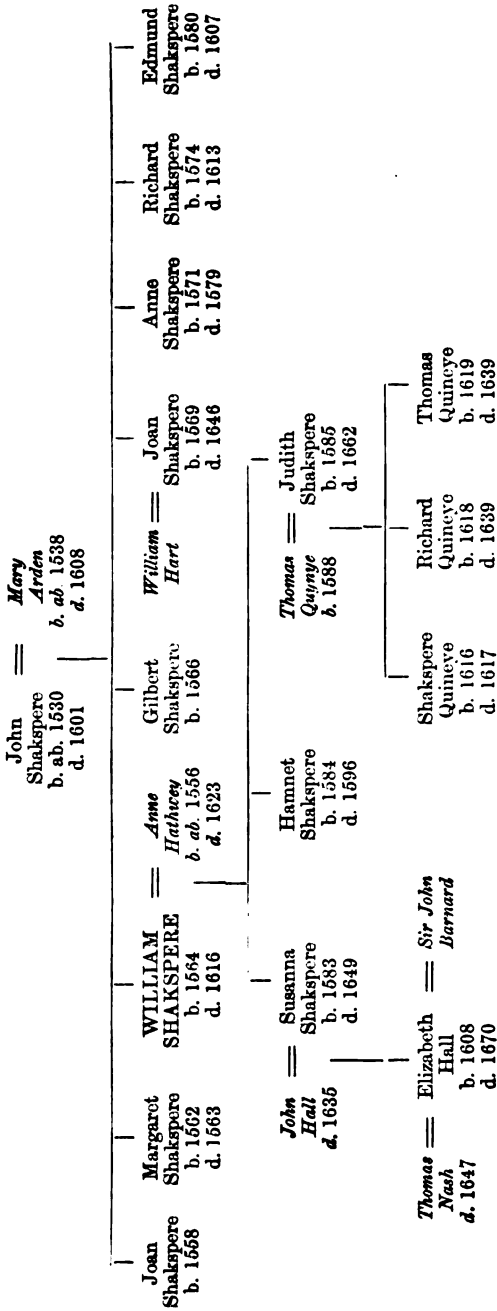 John
Shakspere
b. ab. 1530
d. 1601
Mary
Arden
b. ab. 1538
d. 1608
Joan
Shakspere
b. 1558
Margaret
Shakspere
b. 1562
d. 1563
WILLIAM
SHAKSPERE
b. 1564
d. 1616
Anne
Hathwey
b. ab. 1556
d. 1623
Gilbert
Shakspere
b. 1566
William
Hart
Joan
Shakspere
b. 1569
d. 1646
Anne
Shakspere
b. 1571
d. 1579
Richard
Shakspere
b. 1574
d. 1613
Edmund
Shakspere
b. 1580
d. 1607
John
Hall
d. 1635
Susanna
Shakspere
b. 1583
d. 1649
Hamnet
Shakspere
b. 1584
d. 1596
Thomas
Quynye
b. 1588
Judith
Shakspere
b. 1585
d. 1662
Thomas
Nash
d. 1647
Elizabeth
Hall
b. 1608
d. 1670
Sir John
Barnard
Shakspere
Quineye
b. 1616
d. 1617
Richard
Quineye
b. 1618
d. 1639
Thomas
Quineye
b. 1619
d. 1639